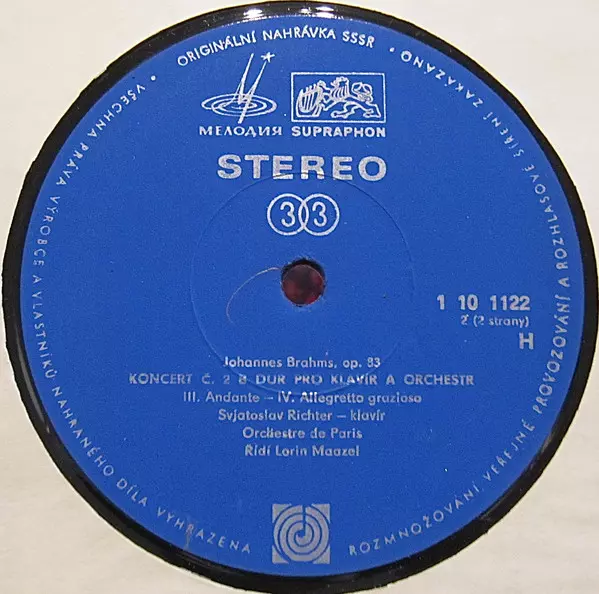 ORIGINÁLNÍ NAHRÁVKA SSSR
VŠECHNA PRÁVA VÝROBCE A VLASTNÍKŮ NAHRANÉHO DÍLA VYHRAZENA
ROZMNOŽOVÁNÍ VEŘEJNÉ PROVOZOVÁNÍ A ROZHLASOVÉ ŠÍŘENÍ ZAKÁZÁNO
МЕЛОДИЯ SUPRAPHON
STEREO
33
1 10 1122
2 (2 strany)
H
Johannes Brahms, op. 83
KONCERT Č. 2 B DUR PRO KLAVÍR A ORCHESTR
III. Andante – IV. Allegretto grazioso
Svjatoslav Richter – klavír
Orchestre de Paris
Řídí Lorin Maazel